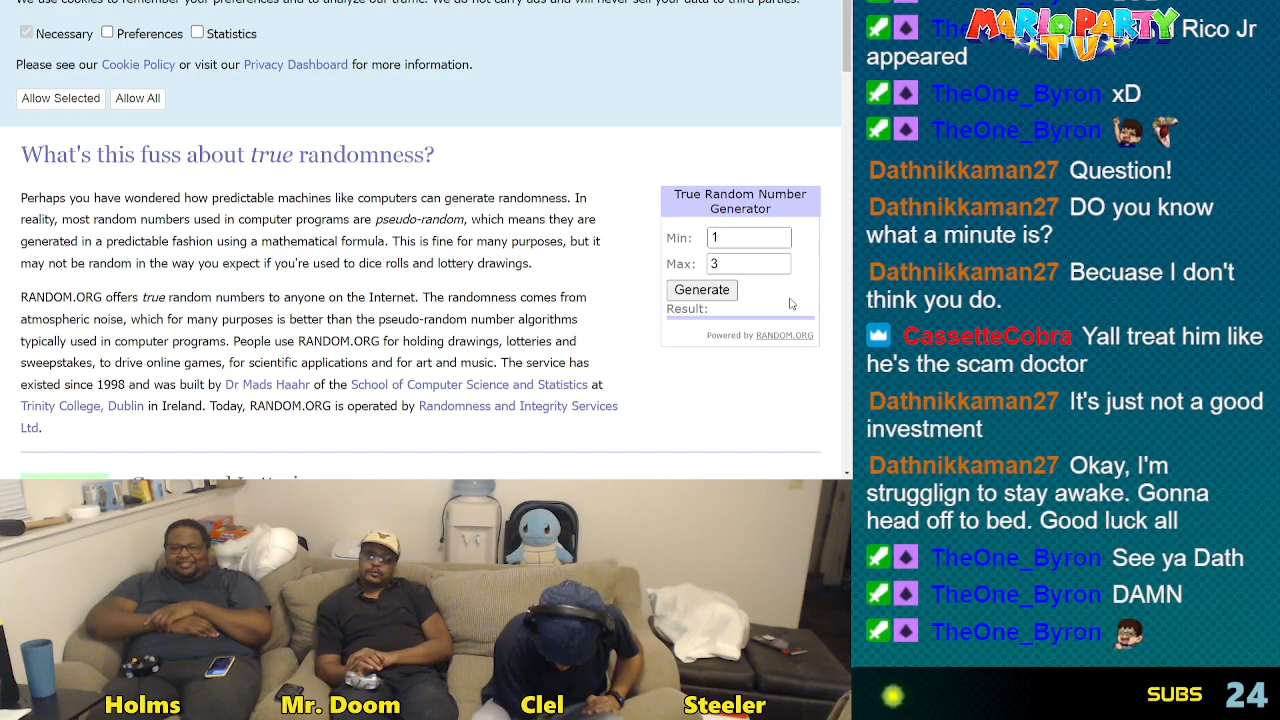 Necessary Preferences Statistics
Please see our Cookie Policy or visit our Privacy Dashboard for more information.
Allow Selected Allow All
What's this fuss about true randomness?
Perhaps you have wondered how predictable machines like computers can generate randomness. In
reality, most random numbers used in computer programs are pseudo-random, which means they are
generated in a predictable fashion using a mathematical formula. This is fine for many purposes, but it
may not be random in the way you expect if you're used to dice rolls and lottery drawings.
RANDOM.ORG offers true random numbers to anyone on the Internet. The randomness comes from
atmospheric noise, which for many purposes is better than the pseudo-random number algorithms
typically used in computer programs. People use RANDOM.ORG for holding drawings, lotteries and
sweepstakes, to drive online games, for scientific applications and for art and music. The service has
existed since 1998 and was built by Dr Mads Haahr of the School of Computer Science and Statistics at
Trinity College, Dublin in Ireland. Today, RANDOM.ORG is operated by Randomness and Integrity Services
Ltd.
True Random Number
Generator
Min: 1
Max: 3
Generate
Result:
Powered by RANDOM.ORG
MARIO PARTY
TV
Rico Jr
appeared
TheOne_Byron xD
TheOne_Byron
Dathnikkaman27 Question!
Dathnikkaman27 DO you know
what a minute is?
Dathnikkaman27 Becuase I don't
think you do.
CassetteCobra Yall treat him like
he's the scam doctor
Dathnikkaman27 It's just not a good
investment
Dathnikkaman27 Okay, I'm
strugglign to stay awake. Gonna
head off to bed. Good luck all
TheOne_Byron See ya Dath
TheOne_Byron DAMN
TheOne_Byron
Holms Mr. Doom Clel Steeler
SUBS 24